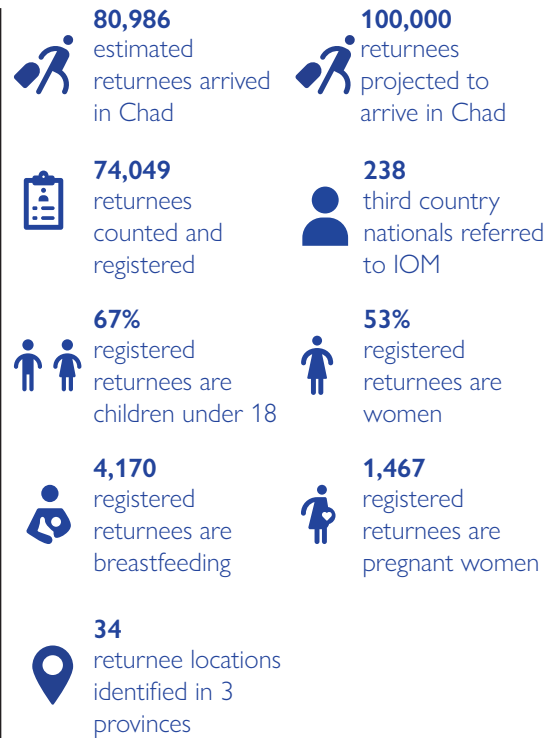 80,986
estimated
returnees arrived
in Chad
100,000
returnees
projected to
arrive in Chad
74,049
returnees
counted and
registered
238
third country
nationals referred
to IOM
67%
registered
returnees are
children under 18
53%
registered
returnees are
women
4,170
registered
returnees are
breastfeeding
1,467
registered
returnees are
pregnant women
34
returnee locations
identified in 3
provinces